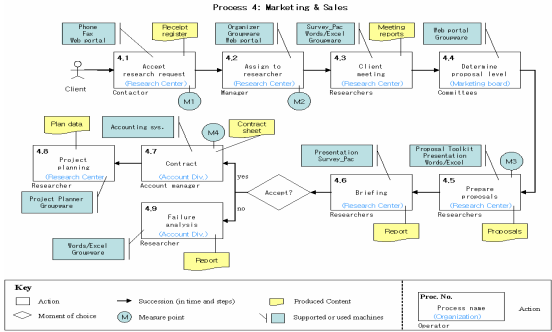 Process 4: Marketing & Sales
Phone
Fax
Web portal
Receipt
register
Organizer
Groupware
Web portal
Survey_Pac
Words/Excel
Groupware
Meeting
reports
Web portal
Groupware
Client
4.1
Accept
research request
(Research Center)
Contactor
M1
4.2
Assign to
researcher
(Research Center)
Manager
M2
4.3
Client
meeting
(Research Center)
Researchers
4.4
Determine
proposal level
(Marketing board)
Committees
Plan data
Accounting sys.
M4
Contract
sheet
4.8
Project
planning
(Research Center)
Researcher
Project Planner
Groupware
4.7
Contract
(Account Div.)
Account manager
yes
Accept?
no
Presentation
Survey_Pac
4.6
Briefing
(Research Center)
Researchers
Report
Proposal Toolkit
Presentation
Words/Excel
M3
4.5
Prepare
proposals
(Research Center)
Researchers
Proposals
4.9
Failure
analysis
(Account Div.)
Researcher
Words/Excel
Groupware
Report
Key
Action
Succession (in time and steps)
Produced Content
Moment of choice
M
Measure point
Supported or used machines
Proc. No.
Process name
(Organization)
Operator
Action